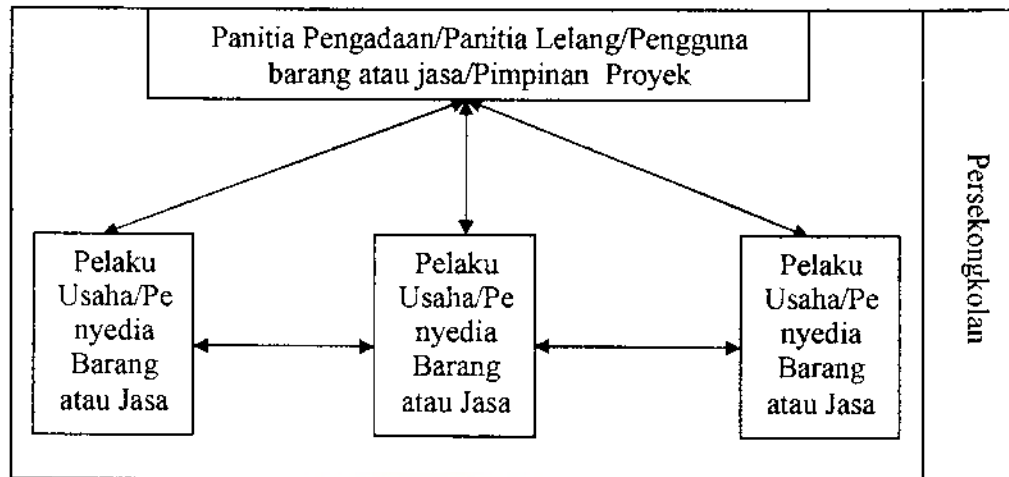 Panitia Pengadaan/Panitia Lelang/Pengguna
barang atau jasa/Pimpinan Proyek
Pelaku
Usaha/Pe
nyedia
Barang
atau Jasa
Pelaku
Usaha/Pe
nyedia
Barang
atau Jasa
Pelaku
Usaha/Pe
nyedia
Barang
atau Jasa
Persekongkolan